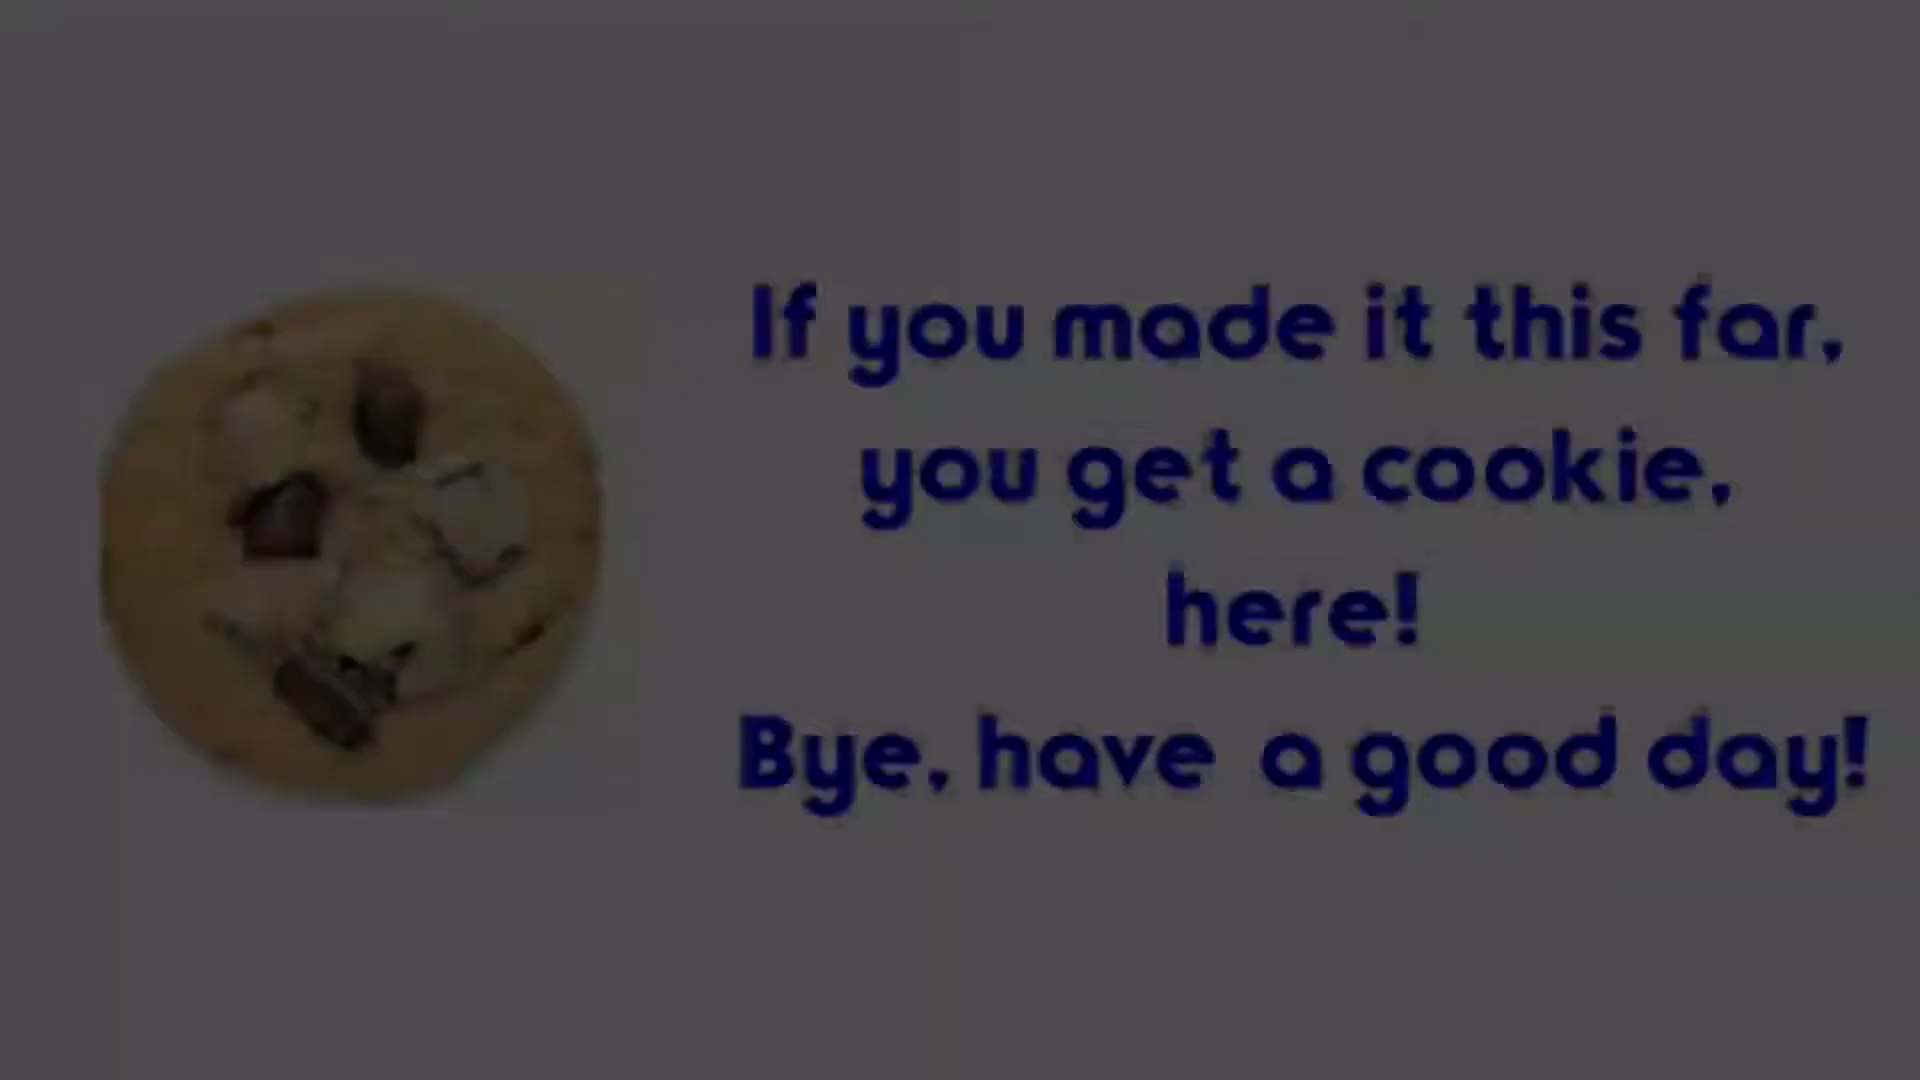 If you made it this far,
you get a cookie,
here!
Bye, have a good day!